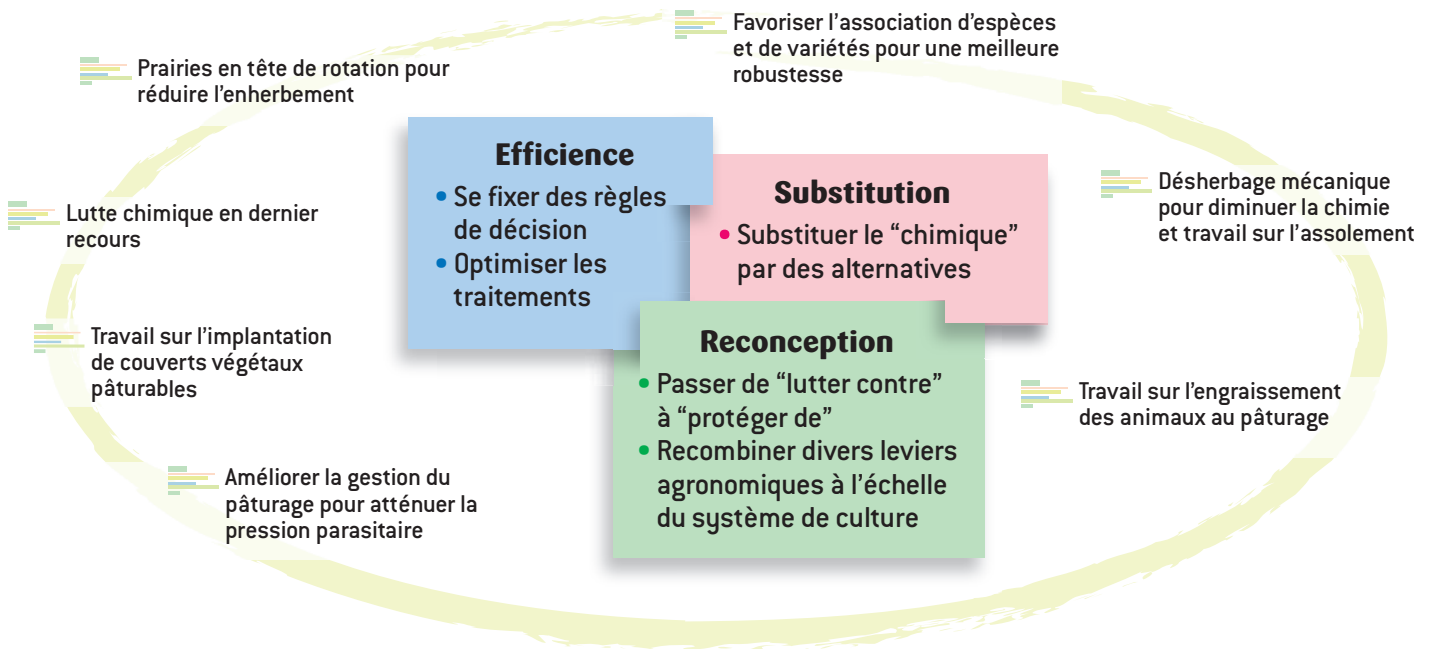 Favoriser l’association d’espèces
et de variétés pour une meilleure
robustesse
Prairies en tête de rotation pour
réduire l’enherbement
Efficience
• Se fixer des règles
de décision
• Optimiser les
traitements
Substitution
• Substituer le “chimique”
par des alternatives
Désherbage mécanique
pour diminuer la chimie
et travail sur l’assolement
Lutte chimique en dernier
recours
Reconception
• Passer de “lutter contre”
à “protéger de”
• Recombiner divers leviers
agronomiques à l’échelle
du système de culture
Travail sur l’implantation
de couverts végétaux
pâturables
Travail sur l’engraissement
des animaux au pâturage
Améliorer la gestion du
pâturage pour atténuer la
pression parasitaire